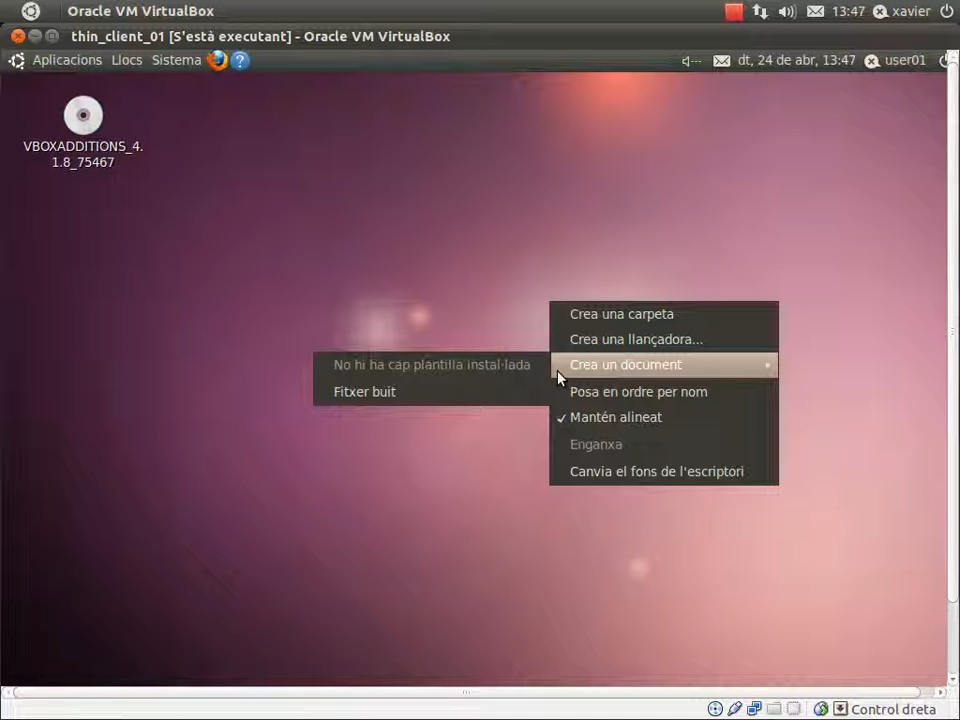 Oracle VM VirtualBox 13:47 xavier
thin_client_01 [S'està executant] - Oracle VM VirtualBox
Aplicacions Llocs Sistema ? dt, 24 de abr, 13:47 user01
VBOXADDITIONS_4.
1.8_75467
Crea una carpeta
Crea una llançadora...
No hi ha cap plantilla instal·lada Crea un document
Fitxer buit Posa en ordre per nom
Mantén alineat
Enganxa
Canvia el fons de l'escriptori
Control dreta